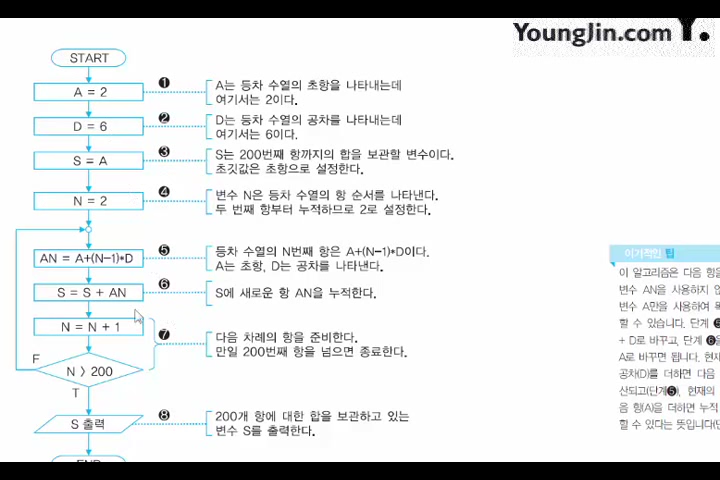 YoungJin.com Y.
START
A = 2
❶
A는 등차 수열의 초항을 나타내는데
여기서는 2이다.
D = 6
❷
D는 등차 수열의 공차를 나타내는데
여기서는 6이다.
S = A
❸
S는 200번째 항까지의 합을 보관할 변수이다.
초깃값은 초항으로 설정한다.
N = 2
❹
변수 N은 등차 수열의 항 순서를 나타낸다.
두 번째 항부터 누적하므로 2로 설정한다.
AN = A+(N-1)*D
❺
등차 수열의 N번째 항은 A+(N-1)*D이다.
A는 초항, D는 공차를 나타낸다.
S = S + AN
❻
S에 새로운 항 AN을 누적한다.
N = N + 1
❼
다음 차례의 항을 준비한다.
만일 200번째 항을 넘으면 종료한다.
F
N > 200
T
S 출력
❽
200개 항에 대한 합을 보관하고 있는
변수 S를 출력한다.
END
이기적인 팁
이 알고리즘은 다음 항을
변수 AN을 사용하지 않
변수 A만을 사용하여 목
할 수 있습니다. 단계 ❺
+ D로 바꾸고, 단계 ❻을
A로 바꾸면 됩니다. 현재
공차(D)를 더하면 다음
산되고(단계❺), 현재의
음 항(A)을 더하면 누적
할 수 있다는 뜻입니다(단